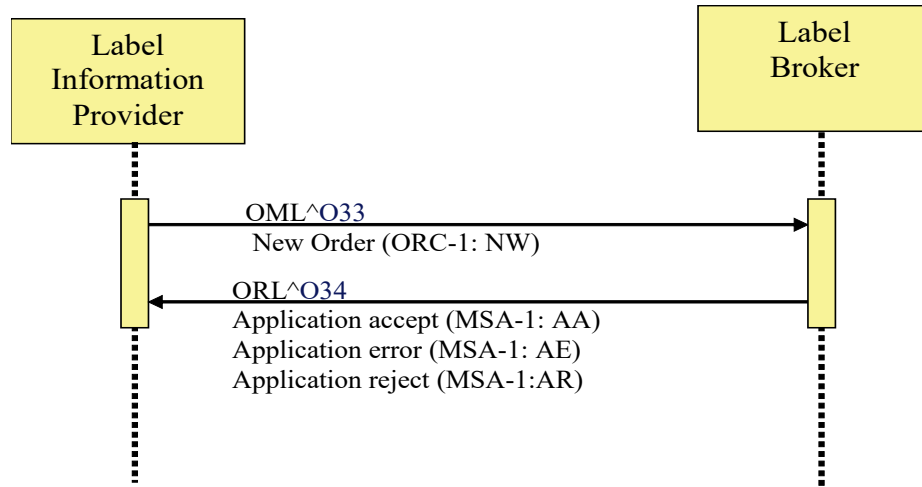 Label
Information
Provider
Label
Broker
OML^O33
New Order (ORC-1: NW)
ORL^O34
Application accept (MSA-1: AA)
Application error (MSA-1: AE)
Application reject (MSA-1:AR)